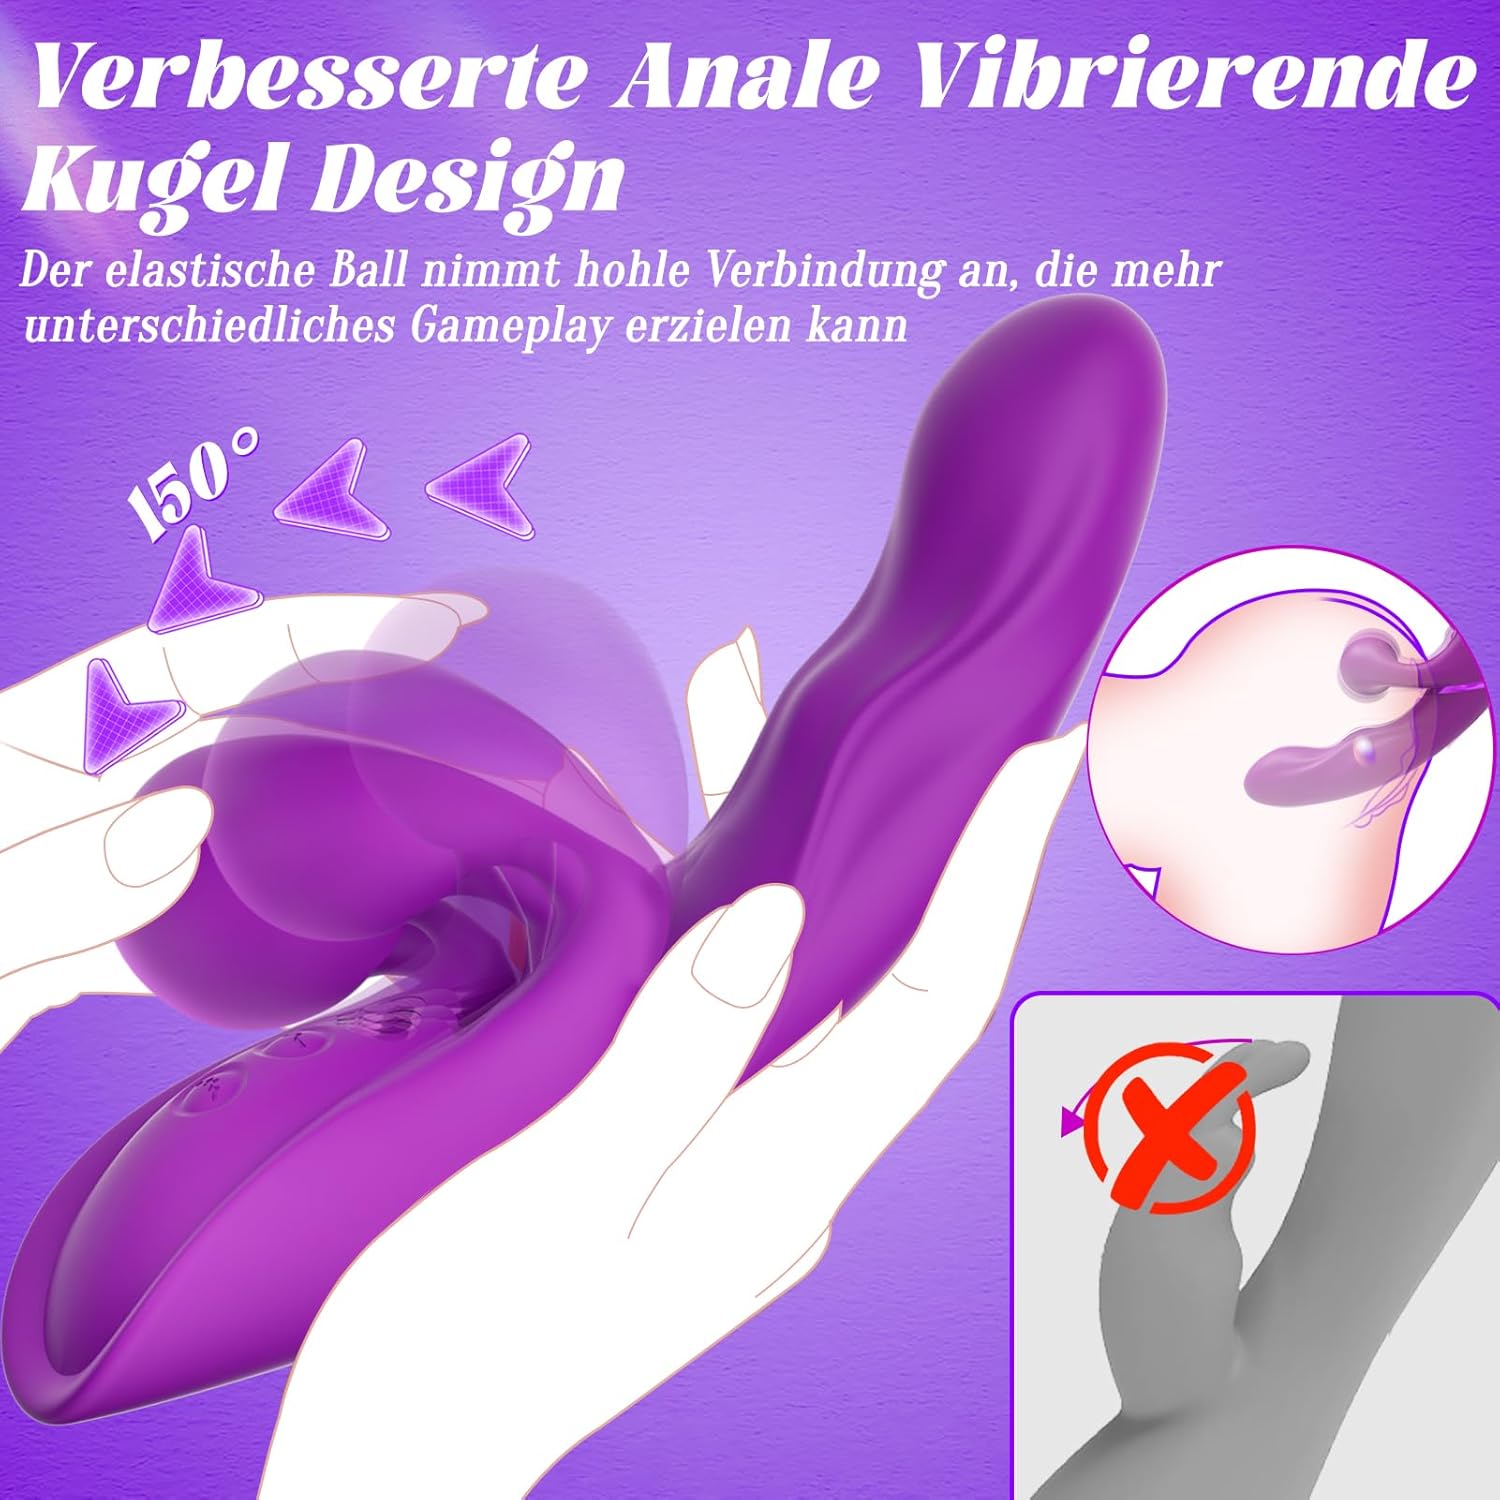 Verbesserte Anale Vibrierende
Kugel Design
Der elastische Ball nimmt hohle Verbindung an, die mehr
unterschiedliches Gameplay erzielen kann
150°